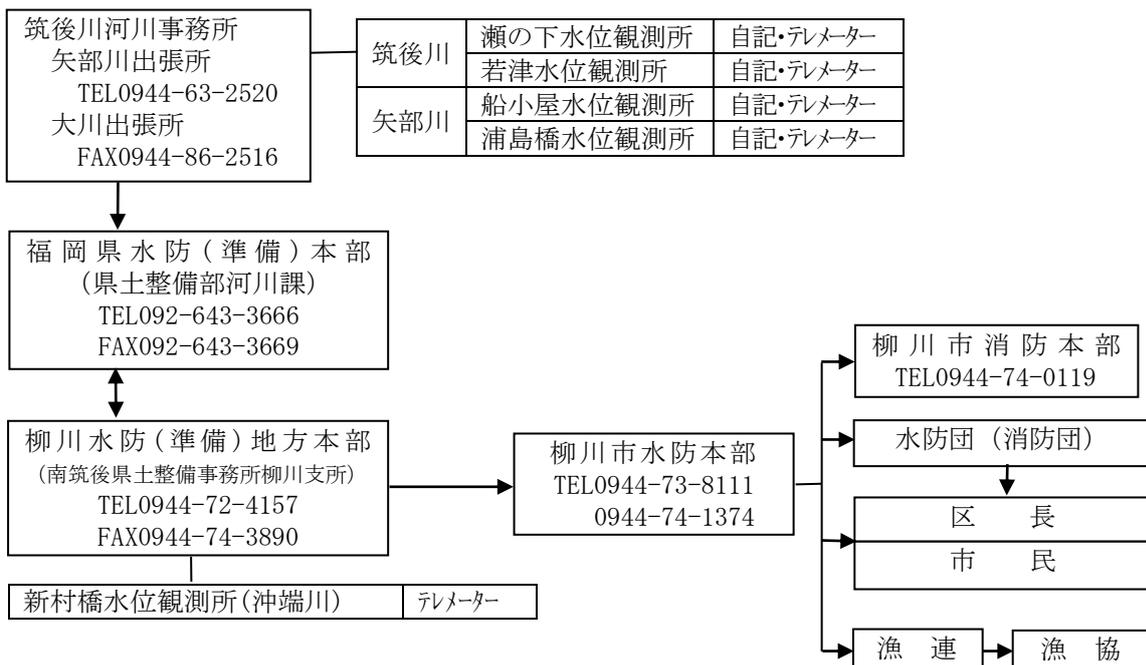 筑後川河川事務所
矢部川出張所
TEL0944-63-2520
大川出張所
FAX0944-86-2516
筑後川
瀬の下水位観測所 自記・テレメーター
若津水位観測所 自記・テレメーター
矢部川
船小屋水位観測所 自記・テレメーター
浦島橋水位観測所 自記・テレメーター
福岡県水防(準備)本部
(県土整備部河川課)
TEL092-643-3666
FAX092-643-3669
柳川水防(準備)地方本部
(南筑後県土整備事務所柳川支所)
TEL0944-72-4157
FAX0944-74-3890
新村橋水位観測所(沖端川) テレメーター
柳川市水防本部
TEL0944-73-8111
0944-74-1374
柳川市消防本部
TEL0944-74-0119
水防団(消防団)
区 長
市 民
漁 連
漁 協